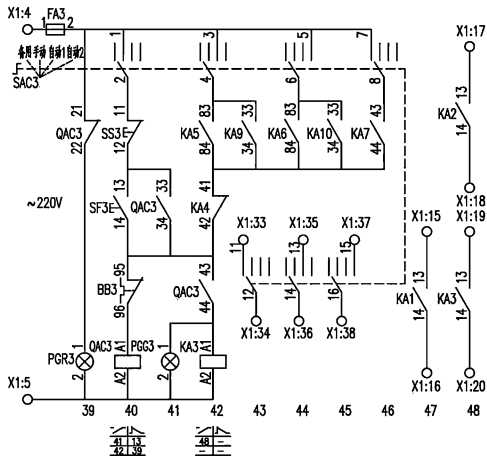 X1:4 FA3 1 2
1 3 5 7 X1:17
备用 手动 自动1 自动2
SAC3 2 4 6 8
21 11 83 33 83 33 43 13
QAC3 SS3E KA5 KA9 KA6 KA10 KA7 KA2
22 12 84 34 84 34 44 14
13 33 41 X1:18
~220V SF3E QAC3 KA4 X1:33 X1:35 X1:37 X1:15 X1:19
14 34 42 11 13 15
95 43 13 13
BB3 QAC3 12 14 16 KA1 KA3
96 44 14 14
X1:34 X1:36 X1:38
1 QAC3 A1 PGG3 1 KA3 A1
PGR3 2 A2 2 A2
X1:5 X1:16 X1:20
39 40 41 42 43 44 45 46 47 48
41 13 48 -
42 39 - -